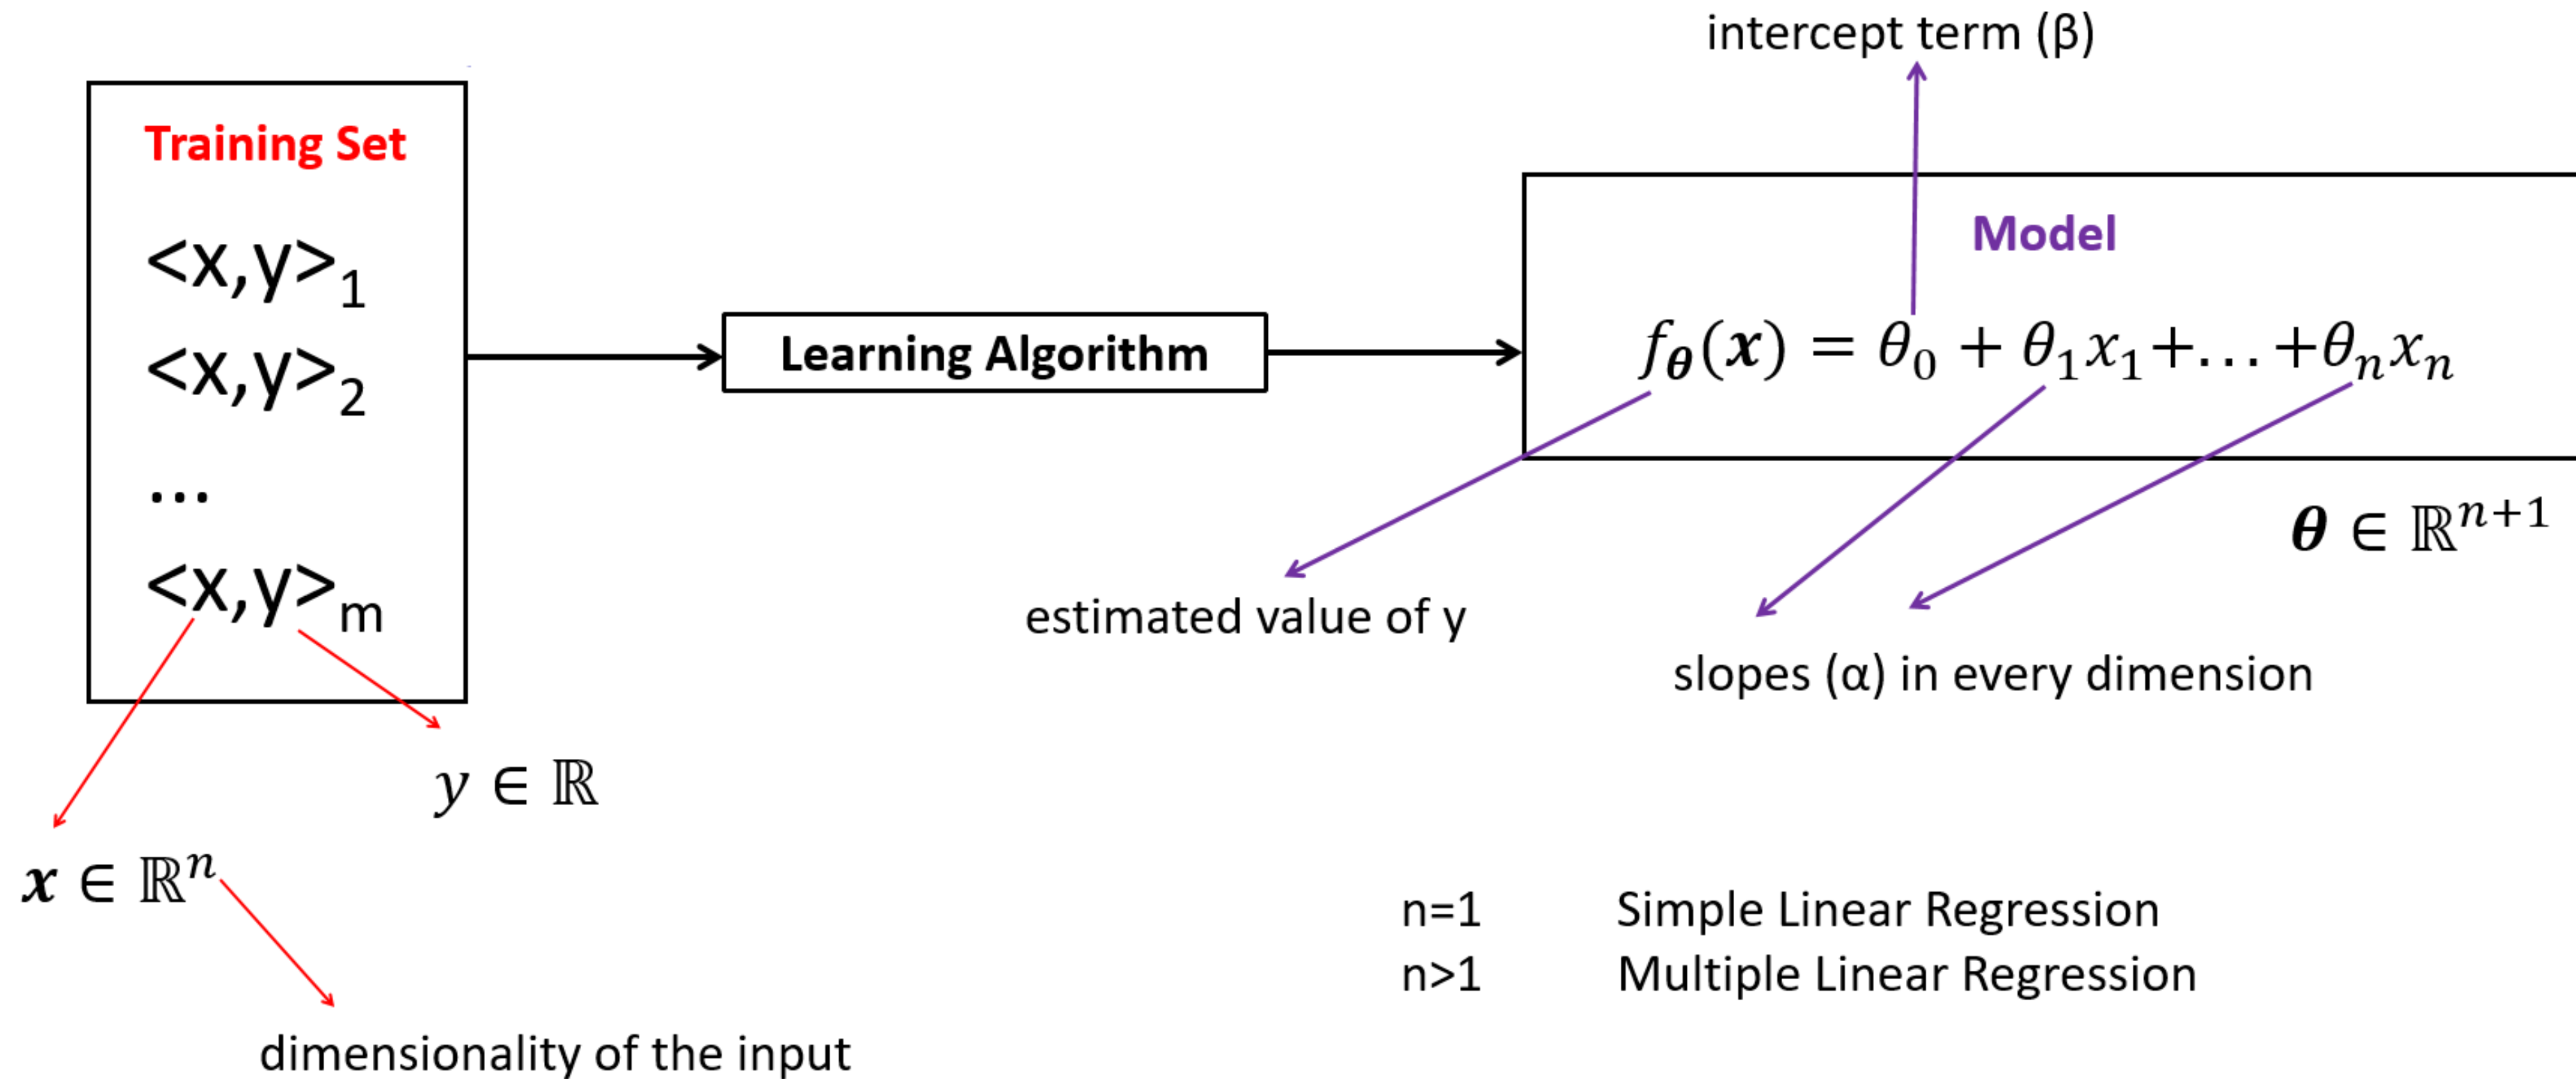 intercept term (β)
Training Set
<x,y>₁
<x,y>₂
...
<x,y>ₘ
Learning Algorithm
Model
f_𝜽(𝒙) = θ₀ + θ₁x₁+...+θₙxₙ
𝜽 ∈ ℝⁿ⁺¹
estimated value of y
slopes (α) in every dimension
y ∈ ℝ
𝒙 ∈ ℝⁿ
dimensionality of the input
n=1 Simple Linear Regression
n>1 Multiple Linear Regression